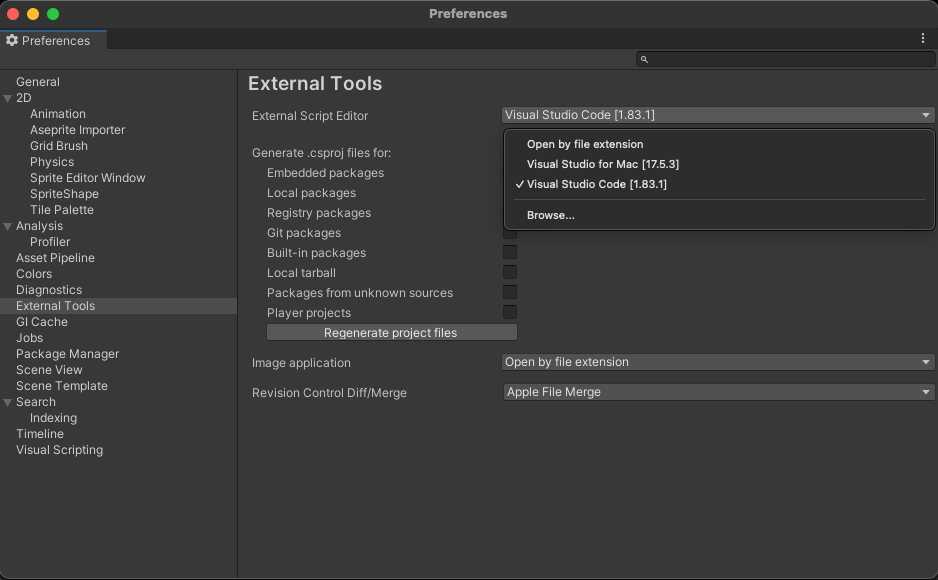 Preferences
Preferences
General
2D
Animation
Aseprite Importer
Grid Brush
Physics
Sprite Editor Window
SpriteShape
Tile Palette
Analysis
Profiler
Asset Pipeline
Colors
Diagnostics
External Tools
GI Cache
Jobs
Package Manager
Scene View
Scene Template
Search
Indexing
Timeline
Visual Scripting
External Tools
External Script Editor
Visual Studio Code [1.83.1]
Open by file extension
Visual Studio for Mac [17.5.3]
Visual Studio Code [1.83.1]
Browse...
Generate .csproj files for:
Embedded packages
Local packages
Registry packages
Git packages
Built-in packages
Local tarball
Packages from unknown sources
Player projects
Regenerate project files
Image application
Open by file extension
Revision Control Diff/Merge
Apple File Merge